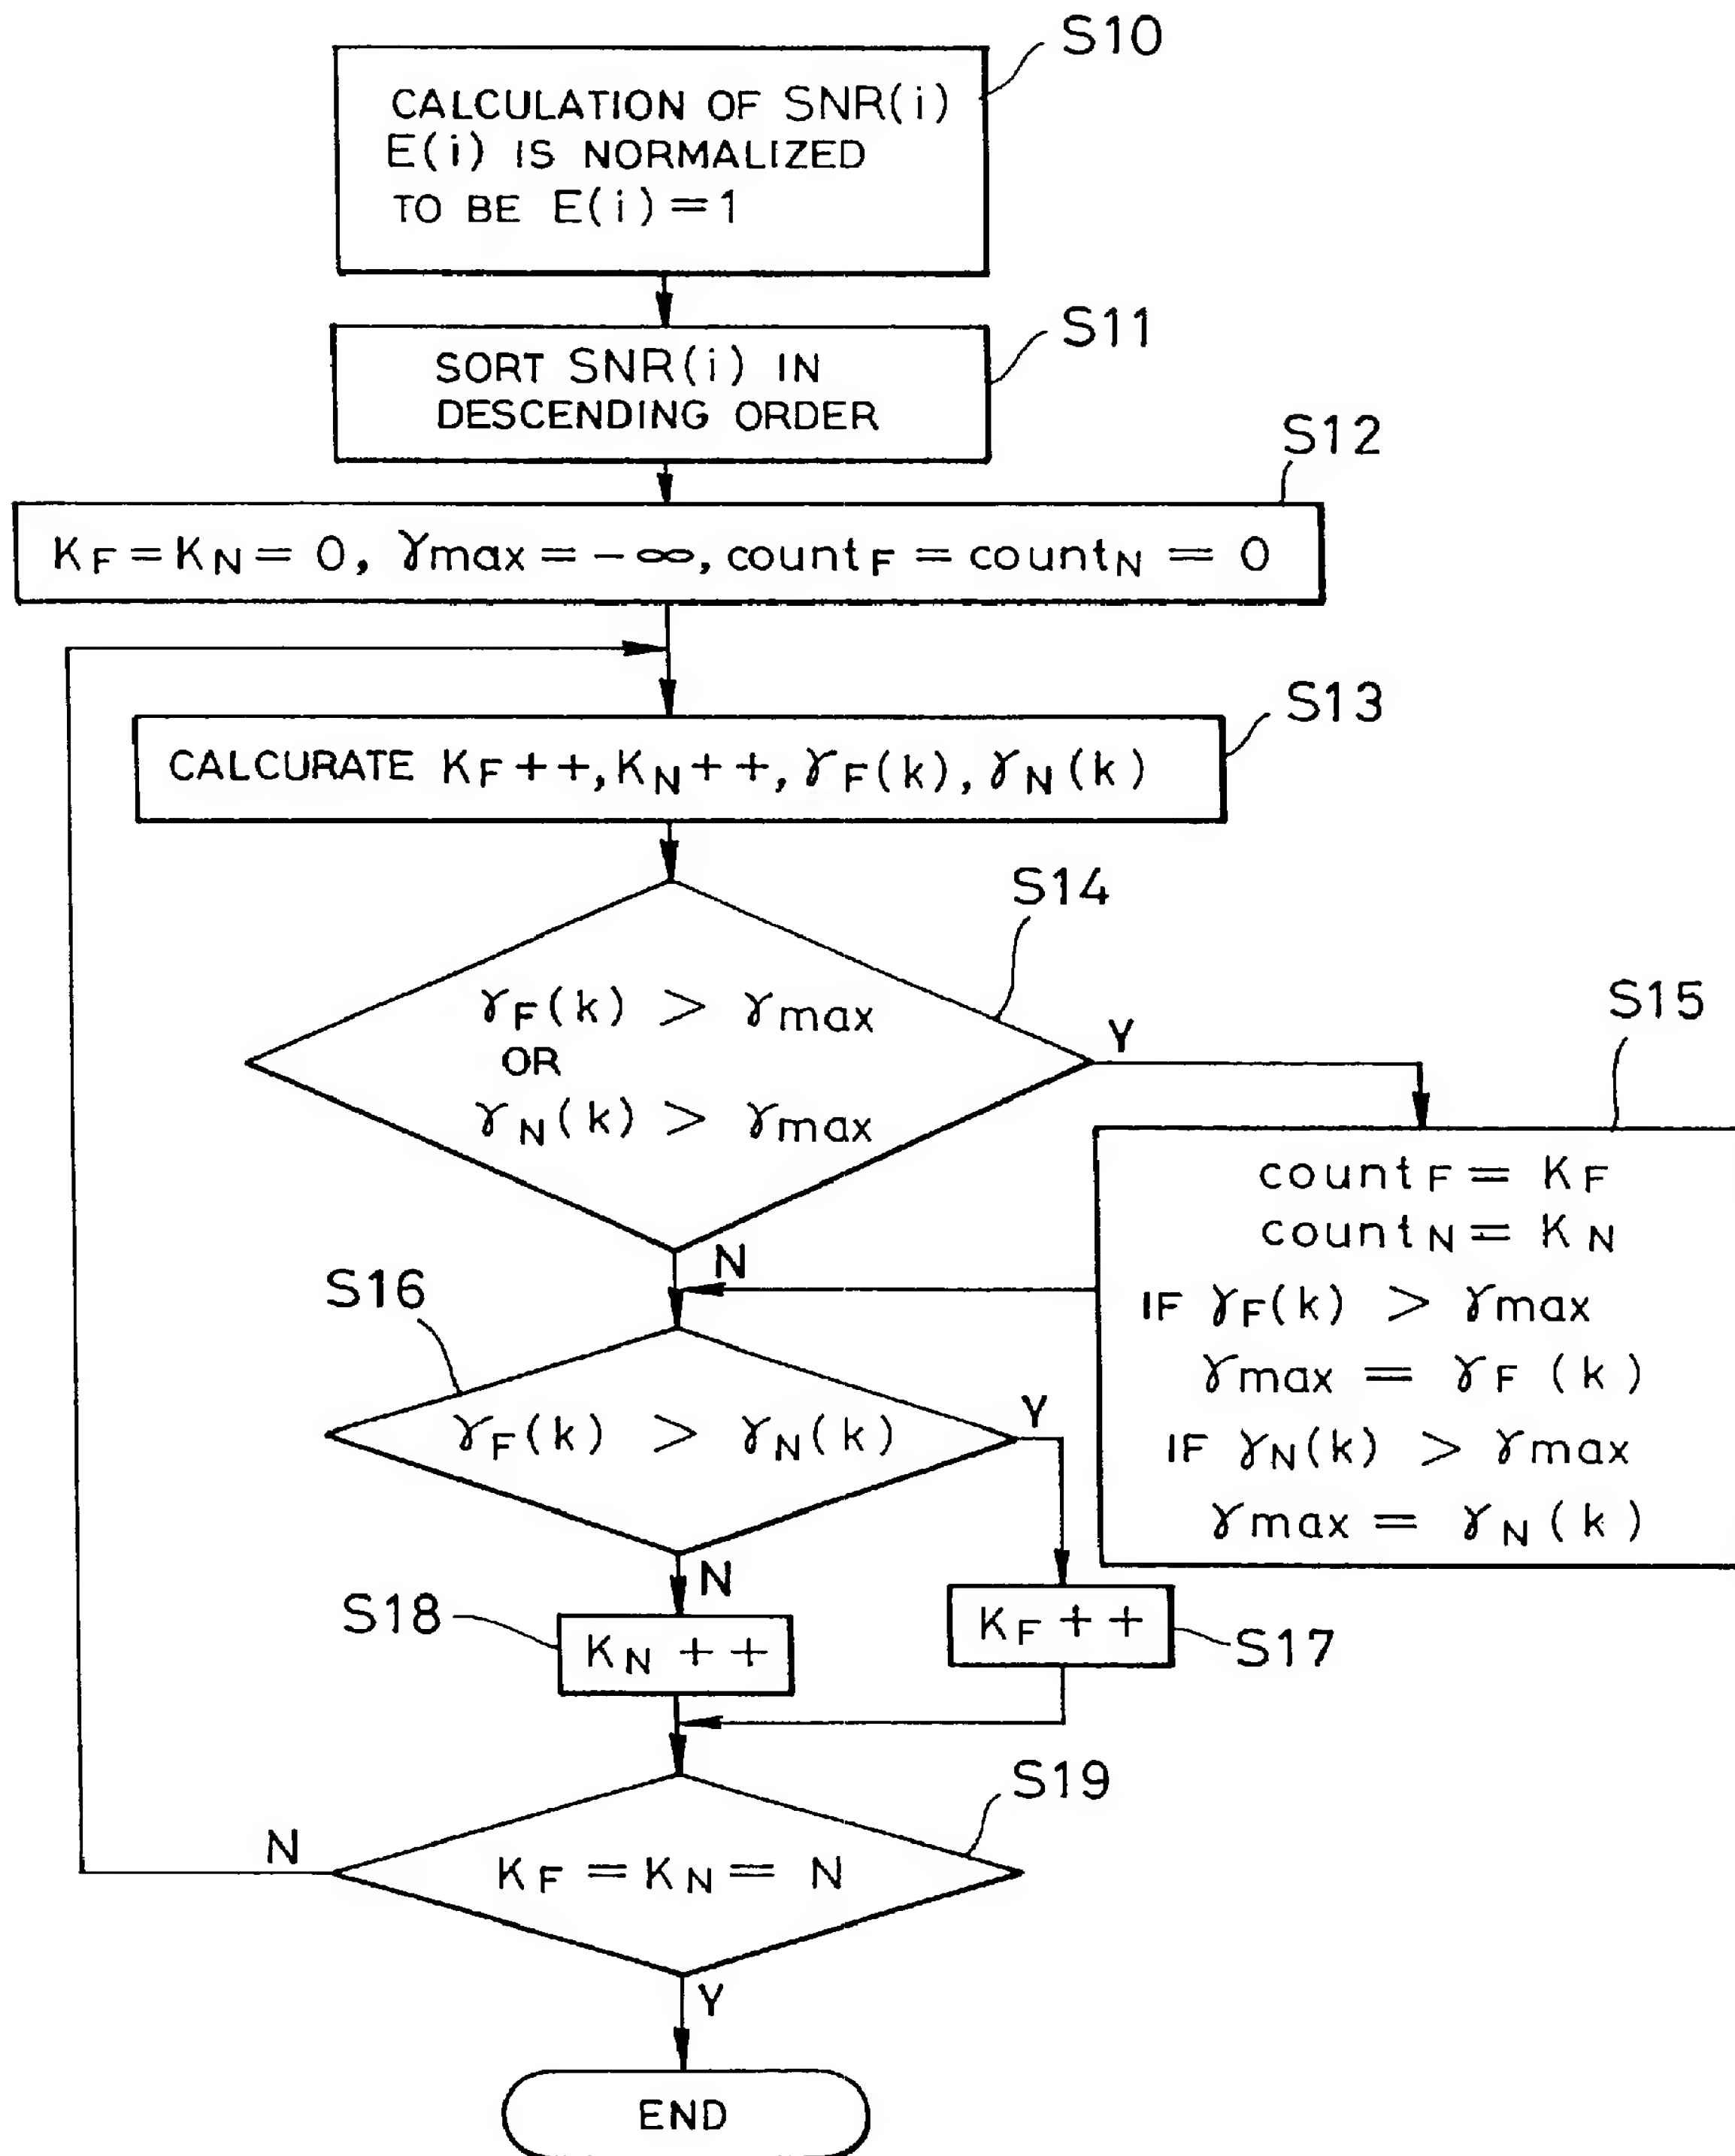 S10
CALCULATION OF SNR(i)
E(i) IS NORMALIZED
TO BE E(i)=1
S11
SORT SNR(i) IN
DESCENDING ORDER
S12
KF=KN=0, γmax=-∞, countF=countN=0
S13
CALCURATE KF++, KN++, γF(k), γN(k)
S14
γF(k) > γmax
OR
γN(k) > γmax
Y
N
S15
countF = KF
countN = KN
IF γF(k) > γmax
γmax = γF(k)
IF γN(k) > γmax
γmax = γN(k)
S16
γF(k) > γN(k)
Y
N
S18
KN ++
KF ++
S17
S19
KF=KN= N
N
Y
END